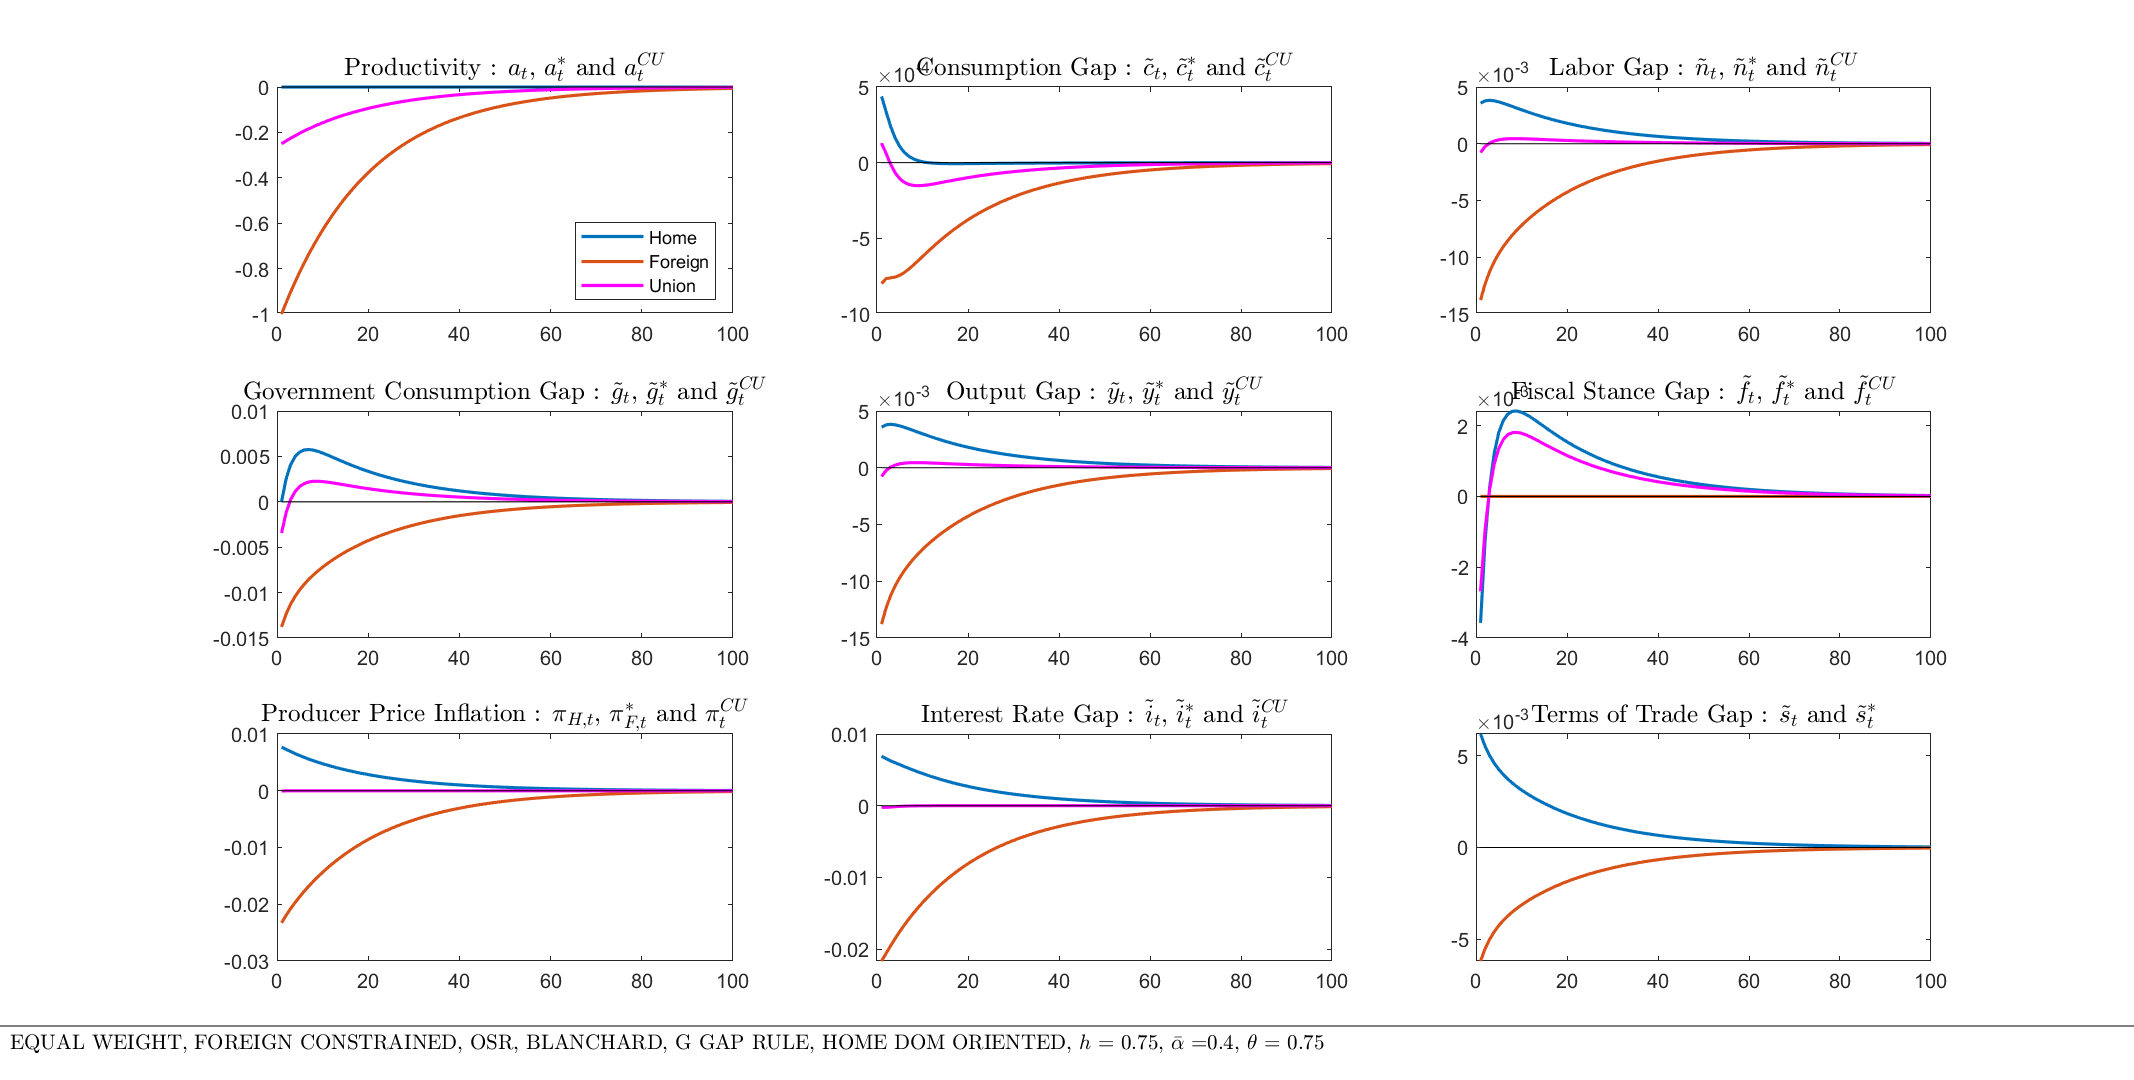 Productivity : a_t, a_t^* and a_t^{CU}
0
-0.2
-0.4
-0.6
-0.8
-1
0 20 40 60 80 100
Home
Foreign
Union
Consumption Gap : c̃_t, c̃_t^* and c̃_t^{CU}
×10^{-4}
5
0
-5
-10
0 20 40 60 80 100
Labor Gap : ñ_t, ñ_t^* and ñ_t^{CU}
×10^{-3}
5
0
-5
-10
-15
0 20 40 60 80 100
Government Consumption Gap : g̃_t, g̃_t^* and g̃_t^{CU}
0.01
0.005
0
-0.005
-0.01
-0.015
0 20 40 60 80 100
Output Gap : ỹ_t, ỹ_t^* and ỹ_t^{CU}
×10^{-3}
5
0
-5
-10
-15
0 20 40 60 80 100
Fiscal Stance Gap : f̃_t, f̃_t^* and f̃_t^{CU}
×10^{-3}
2
0
-2
-4
0 20 40 60 80 100
Producer Price Inflation : π_{H,t}, π_{F,t}^* and π_t^{CU}
0.01
0
-0.01
-0.02
-0.03
0 20 40 60 80 100
Interest Rate Gap : ĩ_t, ĩ_t^* and ĩ_t^{CU}
0.01
0
-0.01
-0.02
0 20 40 60 80 100
Terms of Trade Gap : s̃_t and s̃_t^*
×10^{-3}
5
0
-5
0 20 40 60 80 100
EQUAL WEIGHT, FOREIGN CONSTRAINED, OSR, BLANCHARD, G GAP RULE, HOME DOM ORIENTED, h = 0.75, ᾱ =0.4, θ = 0.75